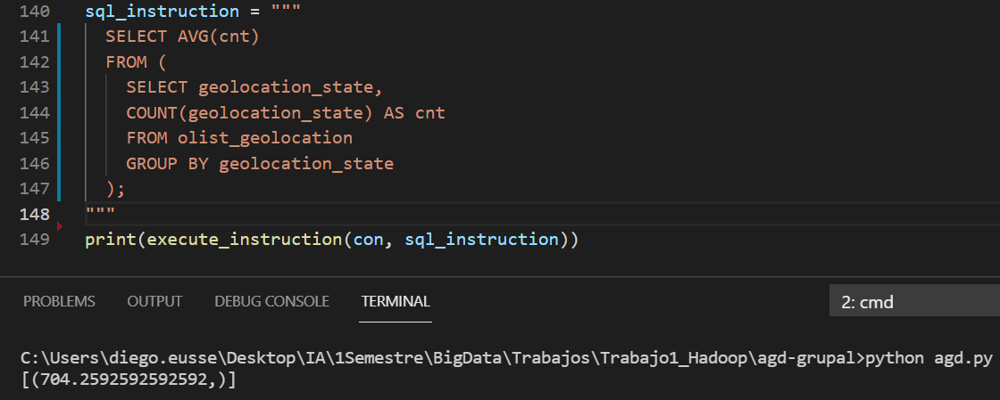 140 sql_instruction = """
141 SELECT AVG(cnt)
142 FROM (
143 SELECT geolocation_state,
144 COUNT(geolocation_state) AS cnt
145 FROM olist_geolocation
146 GROUP BY geolocation_state
147 );
148 """
149 print(execute_instruction(con, sql_instruction))
PROBLEMS OUTPUT DEBUG CONSOLE TERMINAL 2: cmd
C:\Users\diego.eusse\Desktop\IA\1Semestre\BigData\Trabajos\Trabajo1_Hadoop\agd-grupal>python agd.py
[(704.2592592592592,)]